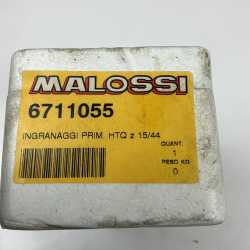 MALOSSI
6711055
INGRANAGGI PRIM. HTQ z 15/44
QUANT.
1
PESO KG
0